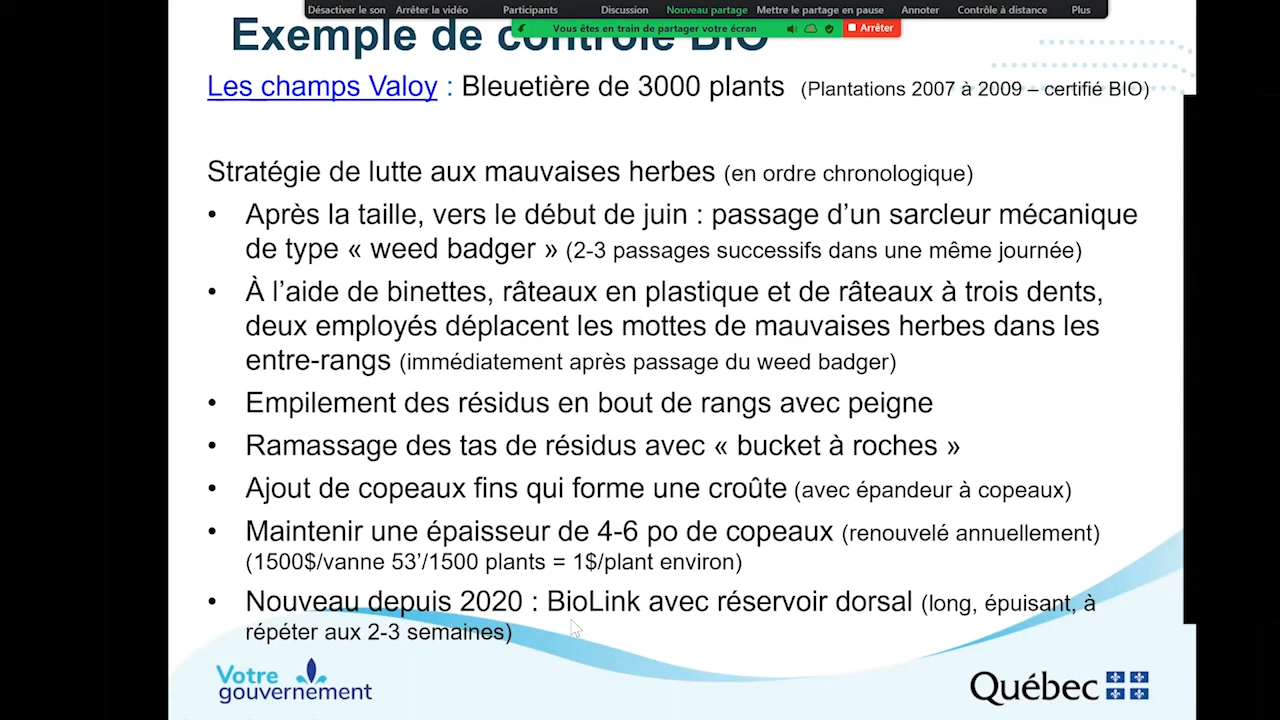 Désactiver le son Arrêter la vidéo Participants Discussion Nouveau partage Mettre le partage en pause Annoter Contrôle à distance Plus
Vous êtes en train de partager votre écran Arrêter
Exemple de contrôle BIO
Les champs Valoy : Bleuetière de 3000 plants (Plantations 2007 à 2009 – certifié BIO)
Stratégie de lutte aux mauvaises herbes (en ordre chronologique)
• Après la taille, vers le début de juin : passage d’un sarcleur mécanique
de type « weed badger » (2-3 passages successifs dans une même journée)
• À l’aide de binettes, râteaux en plastique et de râteaux à trois dents,
deux employés déplacent les mottes de mauvaises herbes dans les
entre-rangs (immédiatement après passage du weed badger)
• Empilement des résidus en bout de rangs avec peigne
• Ramassage des tas de résidus avec « bucket à roches »
• Ajout de copeaux fins qui forme une croûte (avec épandeur à copeaux)
• Maintenir une épaisseur de 4-6 po de copeaux (renouvelé annuellement)
(1500$/vanne 53’/1500 plants = 1$/plant environ)
• Nouveau depuis 2020 : BioLink avec réservoir dorsal (long, épuisant, à
répéter aux 2-3 semaines)
Votre
gouvernement
Québec